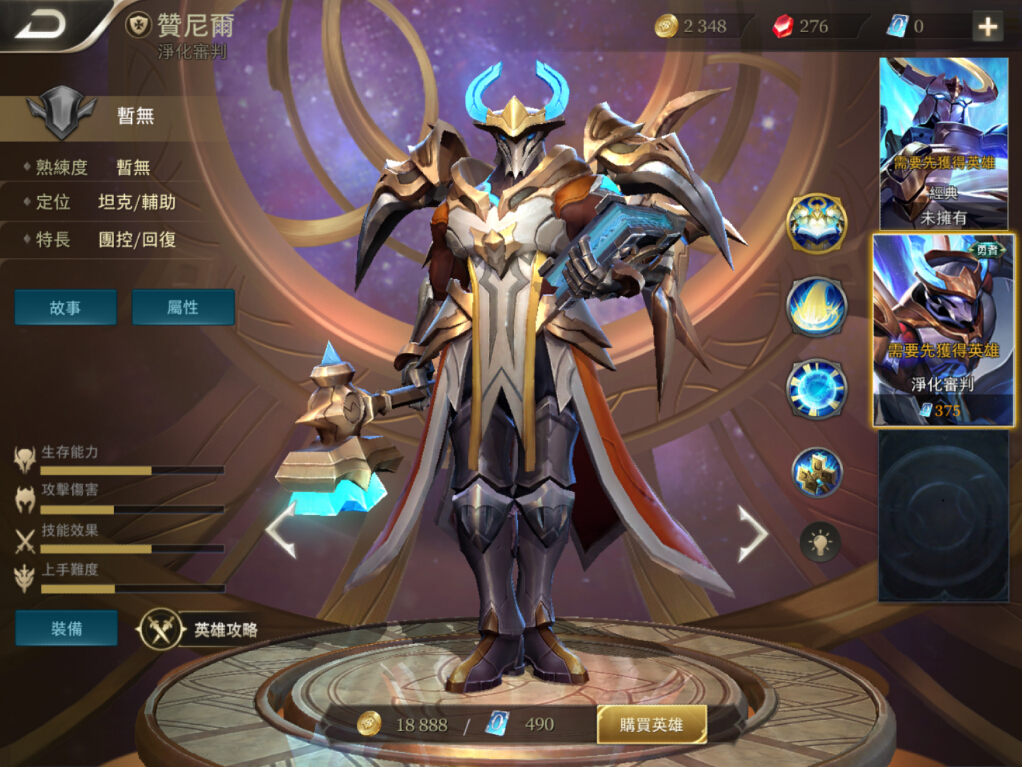 贊尼爾
淨化審判
2 348
276
0
暫無
熟練度 暫無
定位 坦克/輔助
特長 團控/回復
故事
屬性
生存能力
攻擊傷害
技能效果
上手難度
裝備
英雄攻略
需要先獲得英雄
經典
未擁有
勇者
需要先獲得英雄
淨化審判
375
18 888 / 490
購買英雄